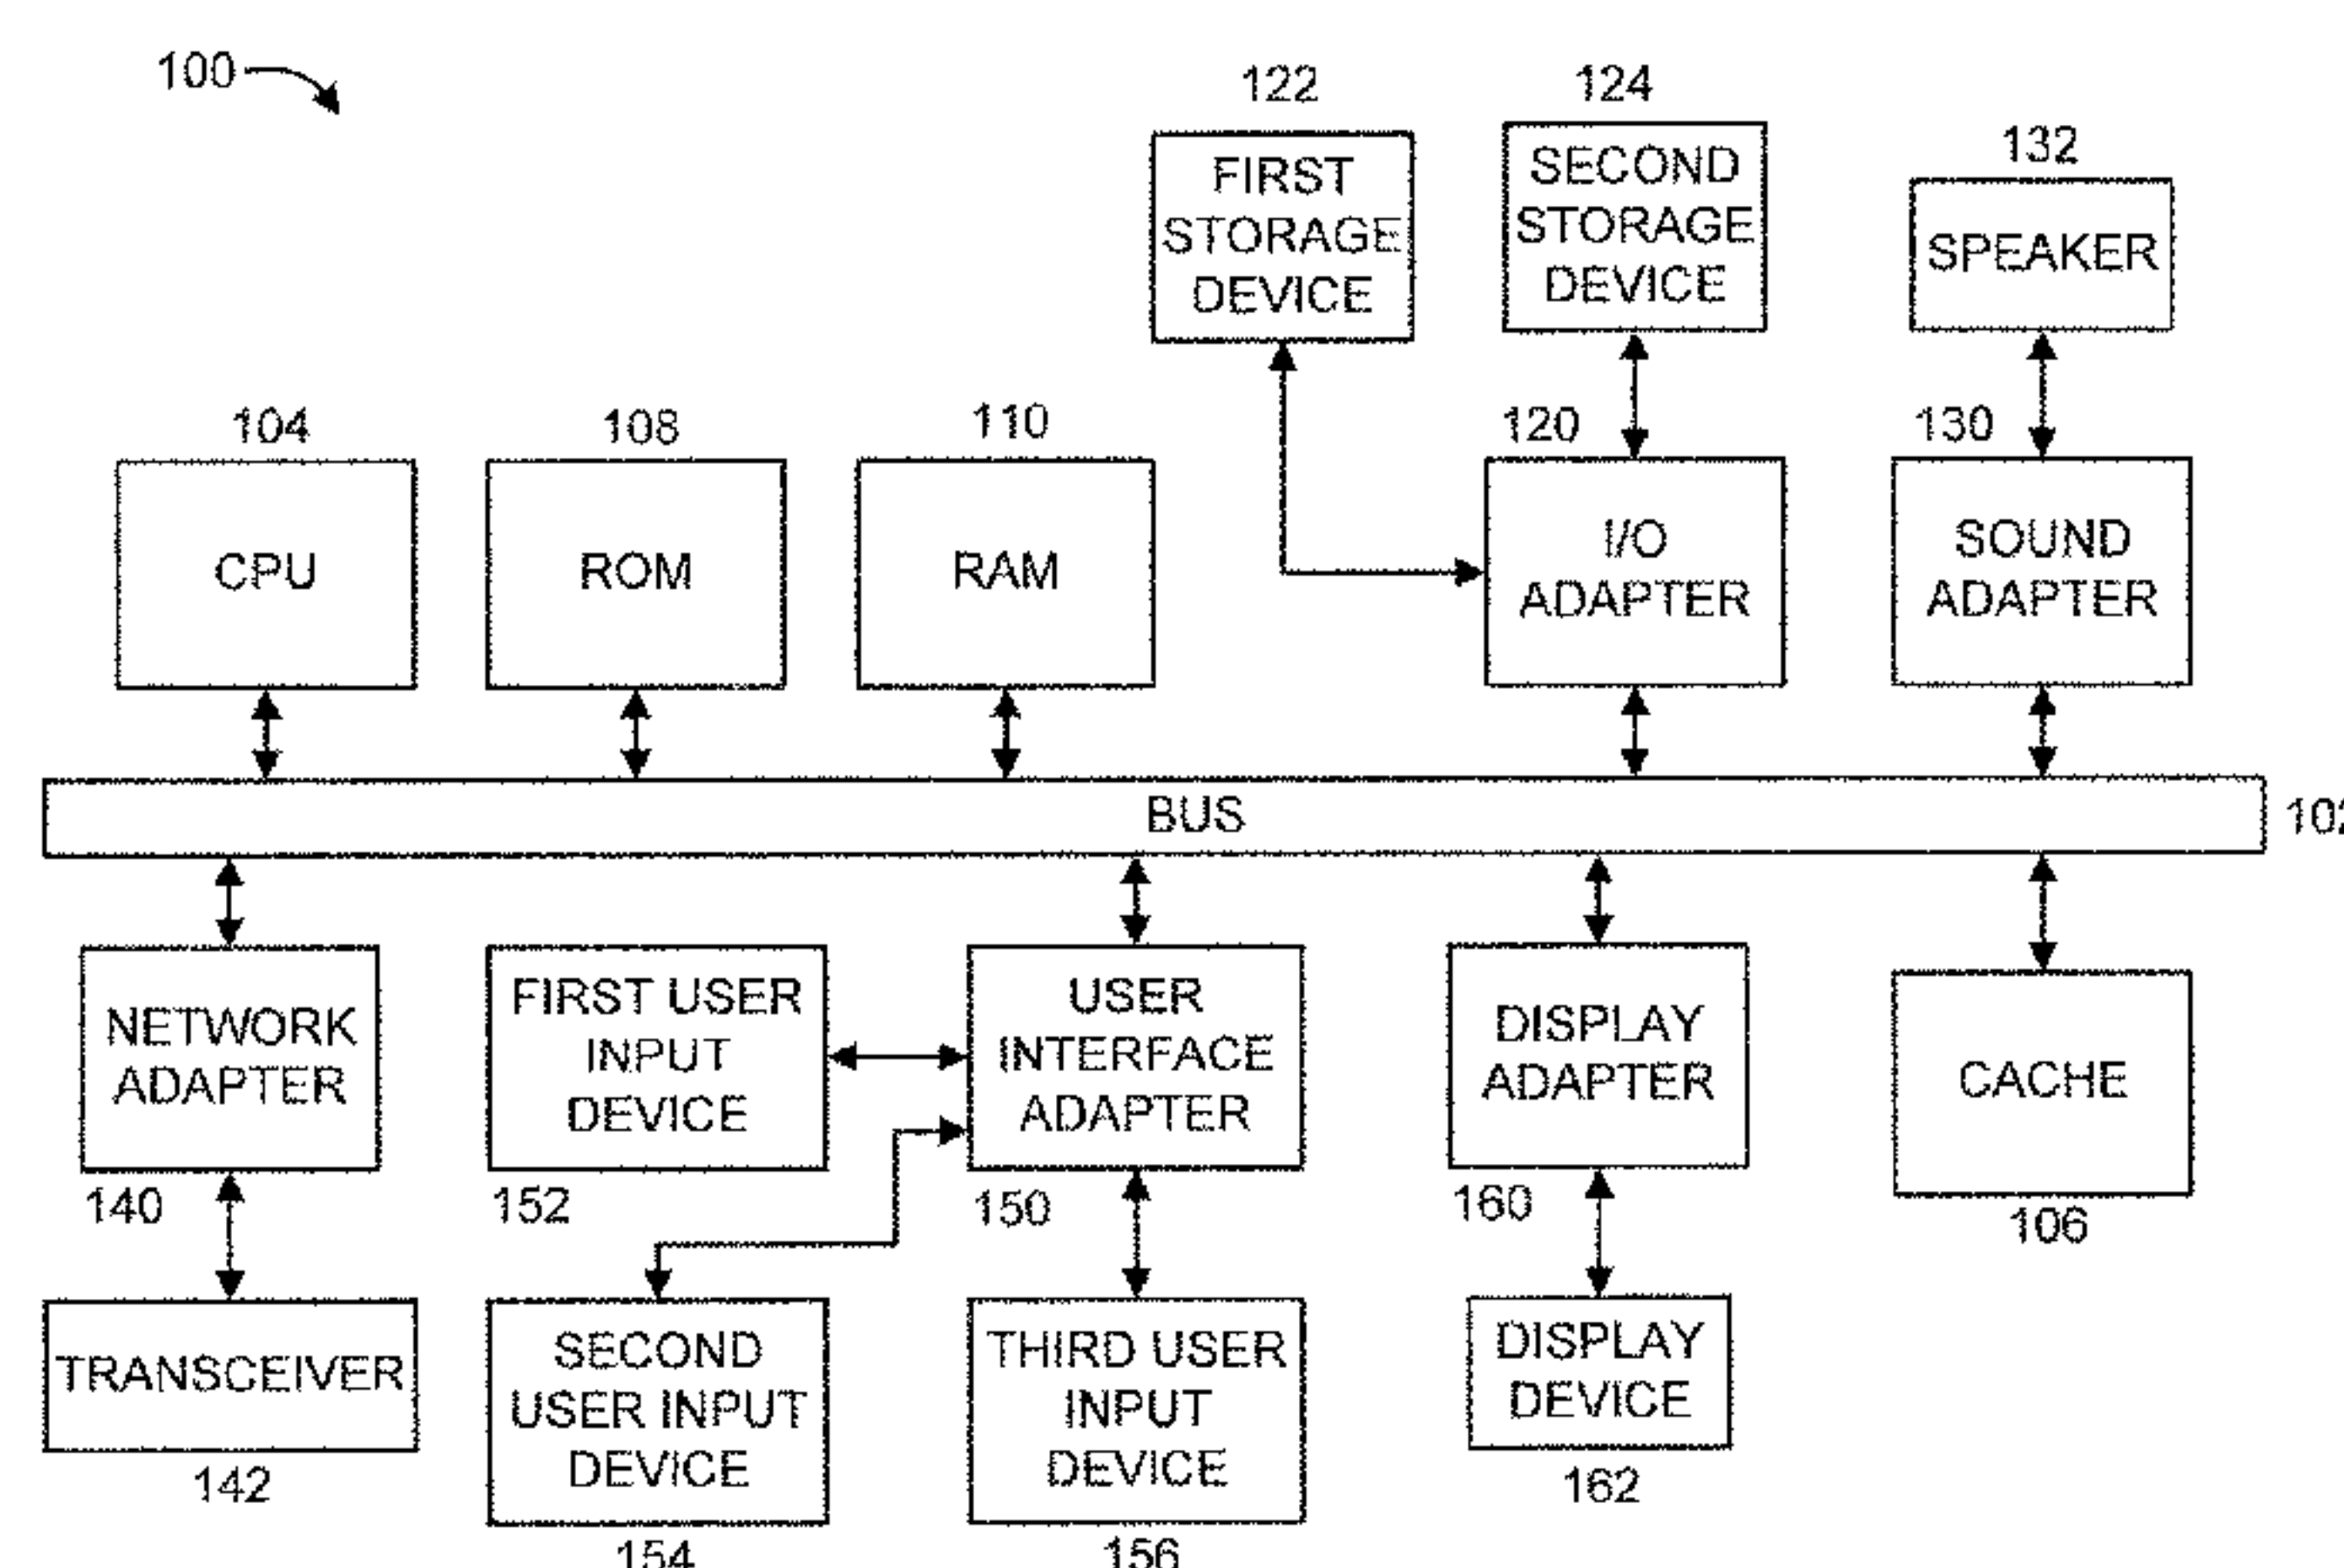 100
122
124
132
FIRST
STORAGE
DEVICE
SECOND
STORAGE
DEVICE
SPEAKER
104
108
110
120
130
CPU
ROM
RAM
I/O
ADAPTER
SOUND
ADAPTER
BUS
102
NETWORK
ADAPTER
FIRST USER
INPUT
DEVICE
USER
INTERFACE
ADAPTER
DISPLAY
ADAPTER
CACHE
140
152
150
160
106
TRANSCEIVER
SECOND
USER INPUT
DEVICE
THIRD USER
INPUT
DEVICE
DISPLAY
DEVICE
142
154
156
162